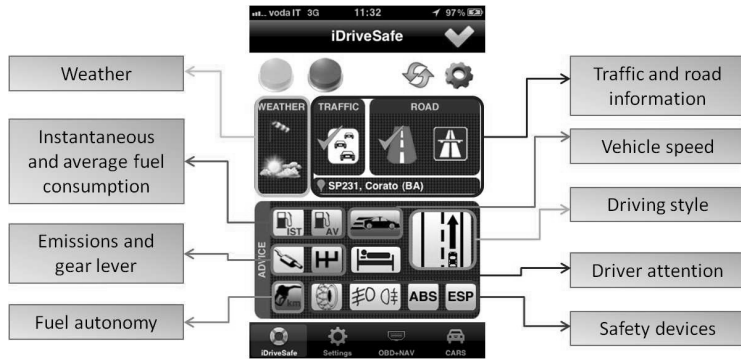 voda IT 3G 11:32 97%
iDriveSafe
Weather
Instantaneous
and average fuel
consumption
Emissions and
gear lever
Fuel autonomy
WEATHER
TRAFFIC
ROAD
SP231, Corato (BA)
ADVICE
IST
AV
km
ABS
ESP
iDriveSafe
Settings
OBD+NAV
CARS
Traffic and road
information
Vehicle speed
Driving style
Driver attention
Safety devices